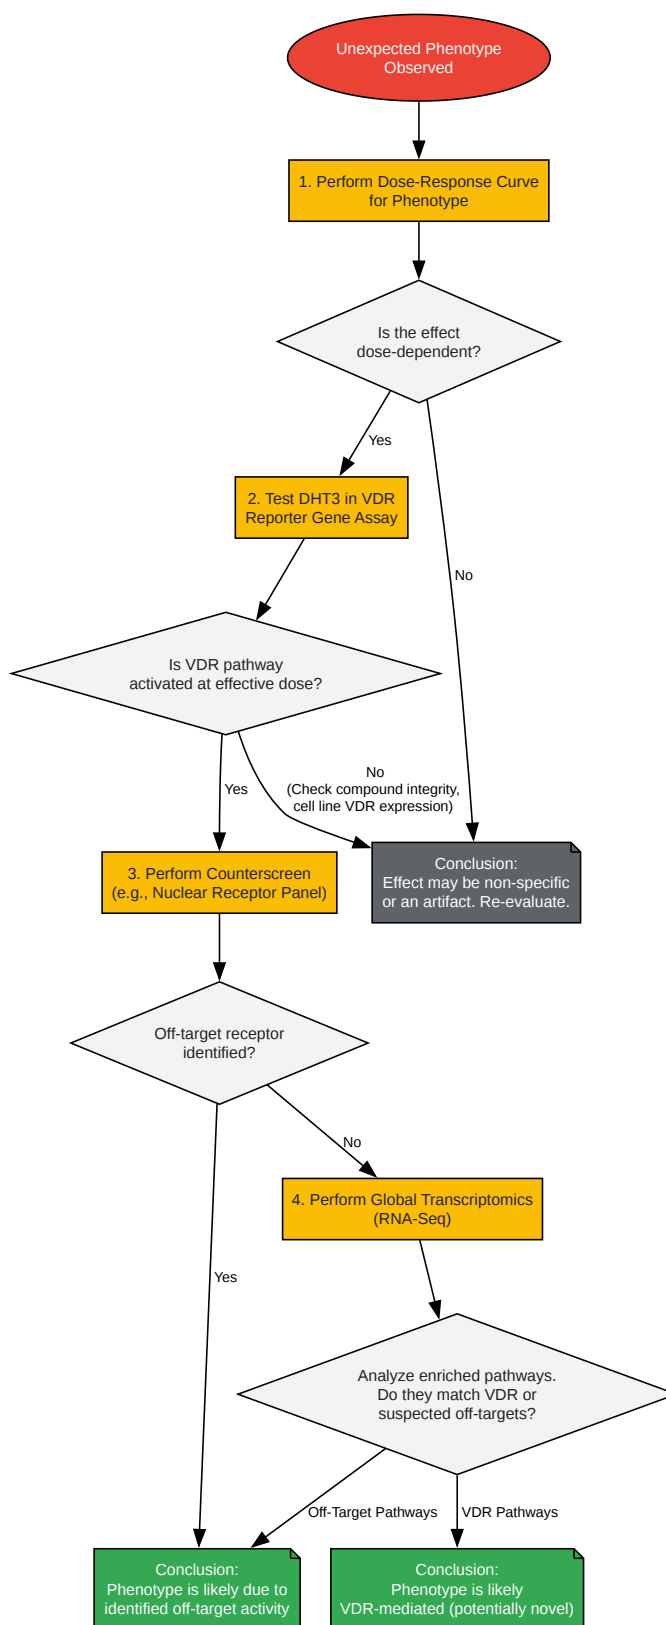 Unexpected Phenotype
Observed
1. Perform Dose-Response Curve
for Phenotype
Is the effect
dose-dependent?
Yes
2. Test DHT3 in VDR
Reporter Gene Assay
No
Is VDR pathway
activated at effective dose?
No
(Check compound integrity,
cell line VDR expression)
Yes
3. Perform Counterscreen
(e.g., Nuclear Receptor Panel)
Conclusion:
Effect may be non-specific
or an artifact. Re-evaluate.
Off-target receptor
identified?
No
4. Perform Global Transcriptomics
(RNA-Seq)
Yes
Analyze enriched pathways.
Do they match VDR or
suspected off-targets?
Off-Target Pathways
VDR Pathways
Conclusion:
Phenotype is likely due to
identified off-target activity
Conclusion:
Phenotype is likely
VDR-mediated (potentially novel)